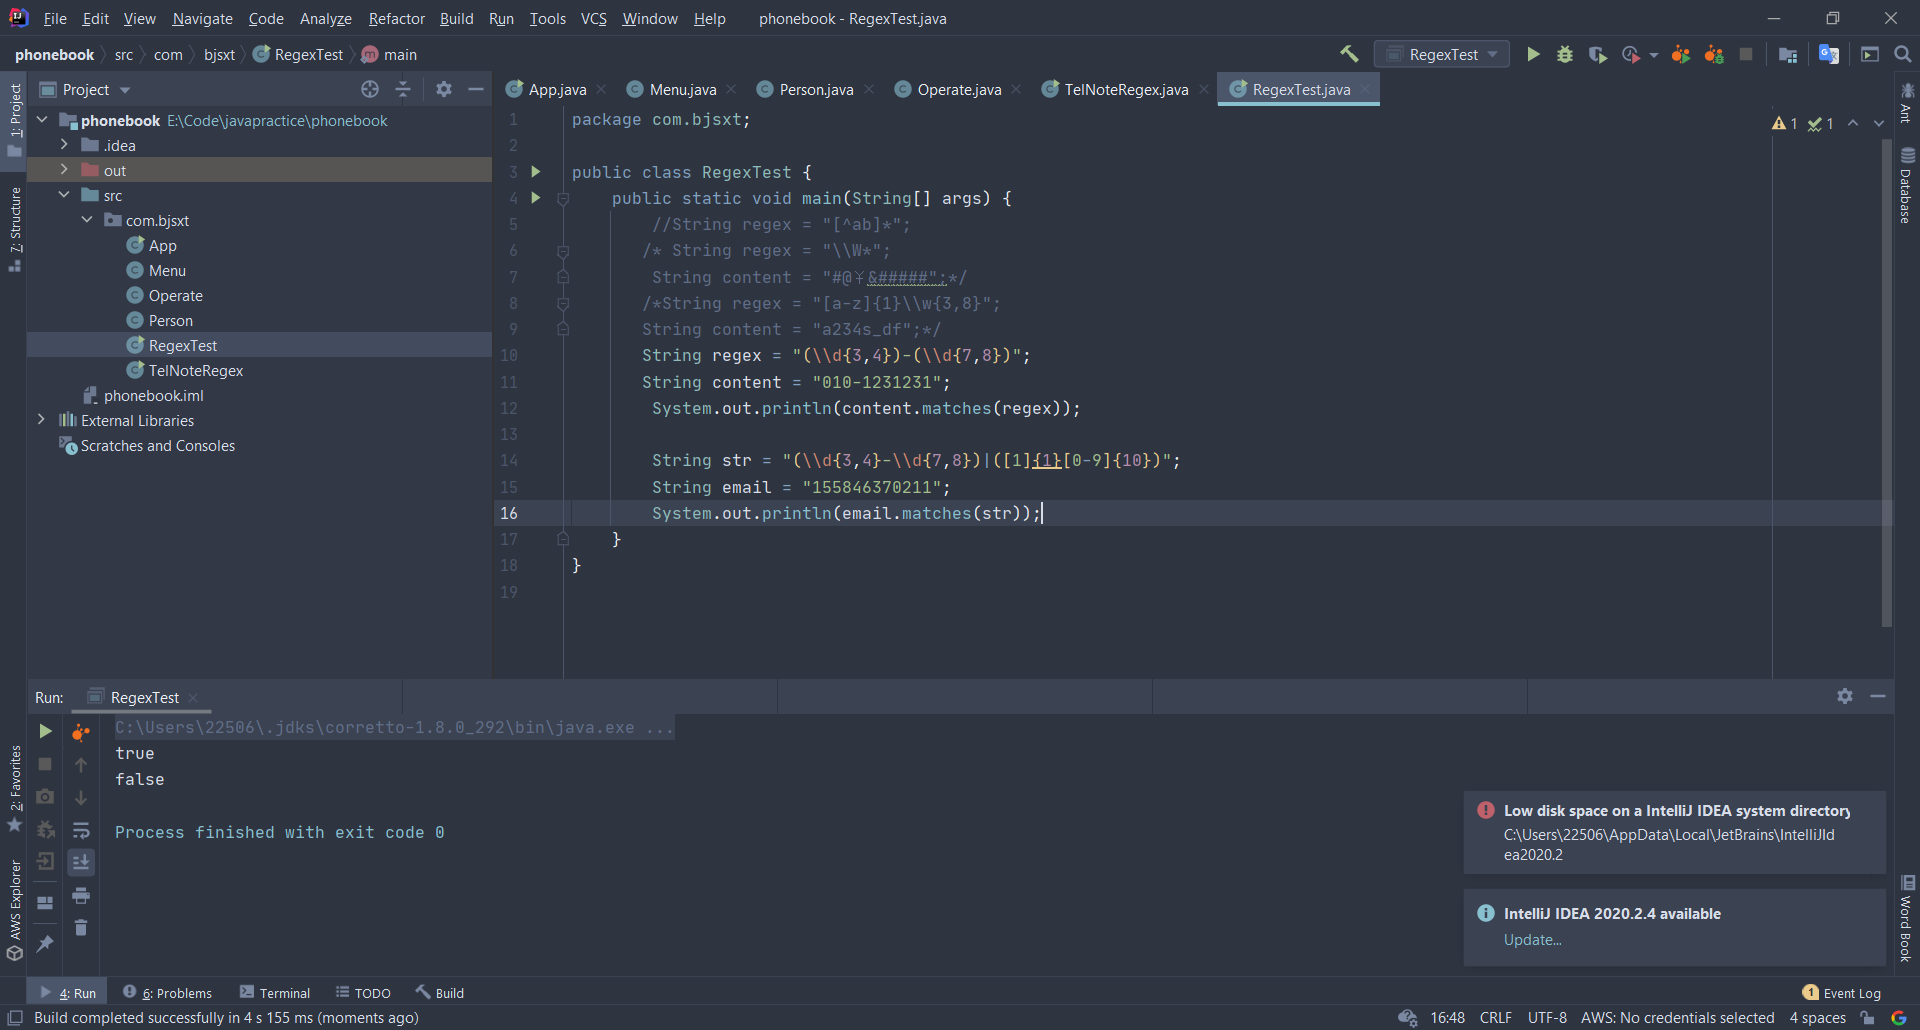 File Edit View Navigate Code Analyze Refactor Build Run Tools VCS Window Help phonebook - RegexTest.java
phonebook src com bjsxt RegexTest main RegexTest
1: Project
7: Structure
2: Favorites
AWS Explorer
Project
phonebook E:\Code\javapractice\phonebook
.idea
out
src
com.bjsxt
App
Menu
Operate
Person
RegexTest
TelNoteRegex
phonebook.iml
External Libraries
Scratches and Consoles
App.java Menu.java Person.java Operate.java TelNoteRegex.java RegexTest.java
1 package com.bjsxt;
2
3 public class RegexTest {
4 public static void main(String[] args) {
5 //String regex = "[^ab]*";
6 /* String regex = "\\W*";
7 String content = "#@￥&#####";*/
8 /*String regex = "[a-z]{1}\\w{3,8}";
9 String content = "a234s_df";*/
10 String regex = "(\\d{3,4})-(\\d{7,8})";
11 String content = "010-1231231";
12 System.out.println(content.matches(regex));
13
14 String str = "(\\d{3,4}-\\d{7,8})|([1]{1}[0-9]{10})";
15 String email = "155846370211";
16 System.out.println(email.matches(str));
17 }
18 }
19
1 1
Ant
Database
Word Book
Run: RegexTest
C:\Users\22506\.jdks\corretto-1.8.0_292\bin\java.exe ...
true
false
Process finished with exit code 0
Low disk space on a IntelliJ IDEA system directory
C:\Users\22506\AppData\Local\JetBrains\IntelliJId
ea2020.2
IntelliJ IDEA 2020.2.4 available
Update...
4: Run 6: Problems Terminal TODO Build 1 Event Log
Build completed successfully in 4 s 155 ms (moments ago) 16:48 CRLF UTF-8 AWS: No credentials selected 4 spaces